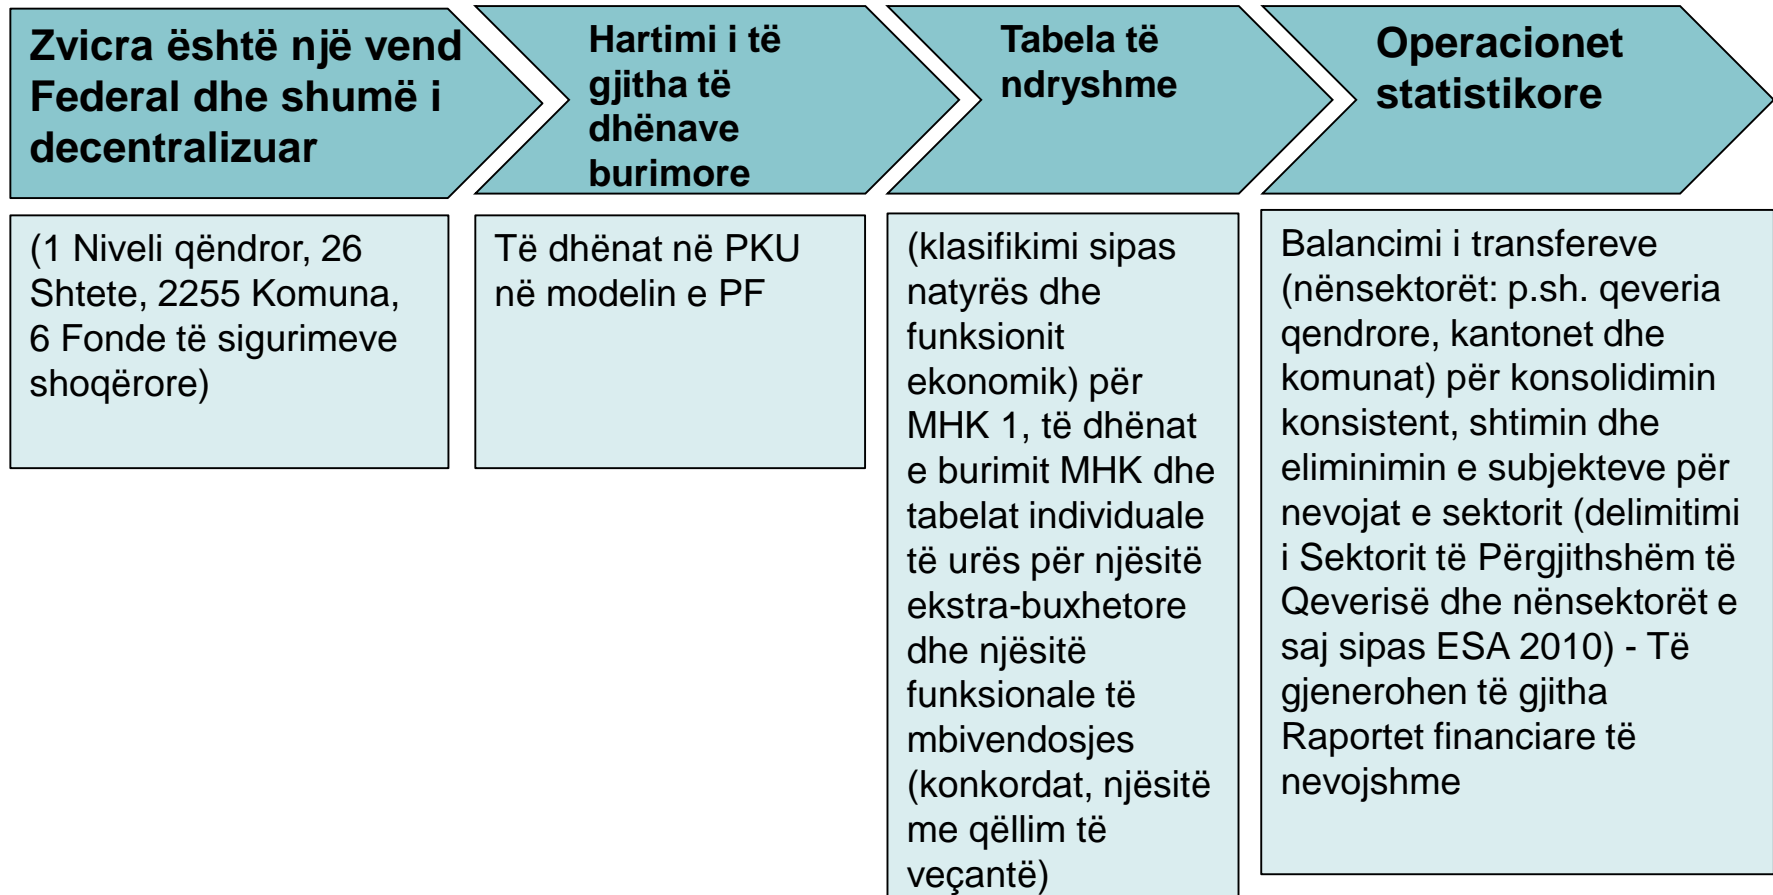 Zvicra është një vend
Federal dhe shumë i
decentralizuar
Hartimi i të
gjitha të
dhënave
burimore
Tabela të
ndryshme
Operacionet
statistikore
(1 Niveli qëndror, 26
Shtete, 2255 Komuna,
6 Fonde të sigurimeve
shoqërore)
Të dhënat në PKU
në modelin e PF
(klasifikimi sipas
natyrës dhe
funksionit
ekonomik) për
MHK 1, të dhënat
e burimit MHK dhe
tabelat individuale
të urës për njësitë
ekstra-buxhetore
dhe njësitë
funksionale të
mbivendosjes
(konkordat, njësitë
me qëllim të
veçantë)
Balancimi i transfereve
(nënsektorët: p.sh. qeveria
qendrore, kantonet dhe
komunat) për konsolidimin
konsistent, shtimin dhe
eliminimin e subjekteve për
nevojat e sektorit (delimitimi
i Sektorit të Përgjithshëm të
Qeverisë dhe nënsektorët e
saj sipas ESA 2010) - Të
gjenerohen të gjitha
Raportet financiare të
nevojshme